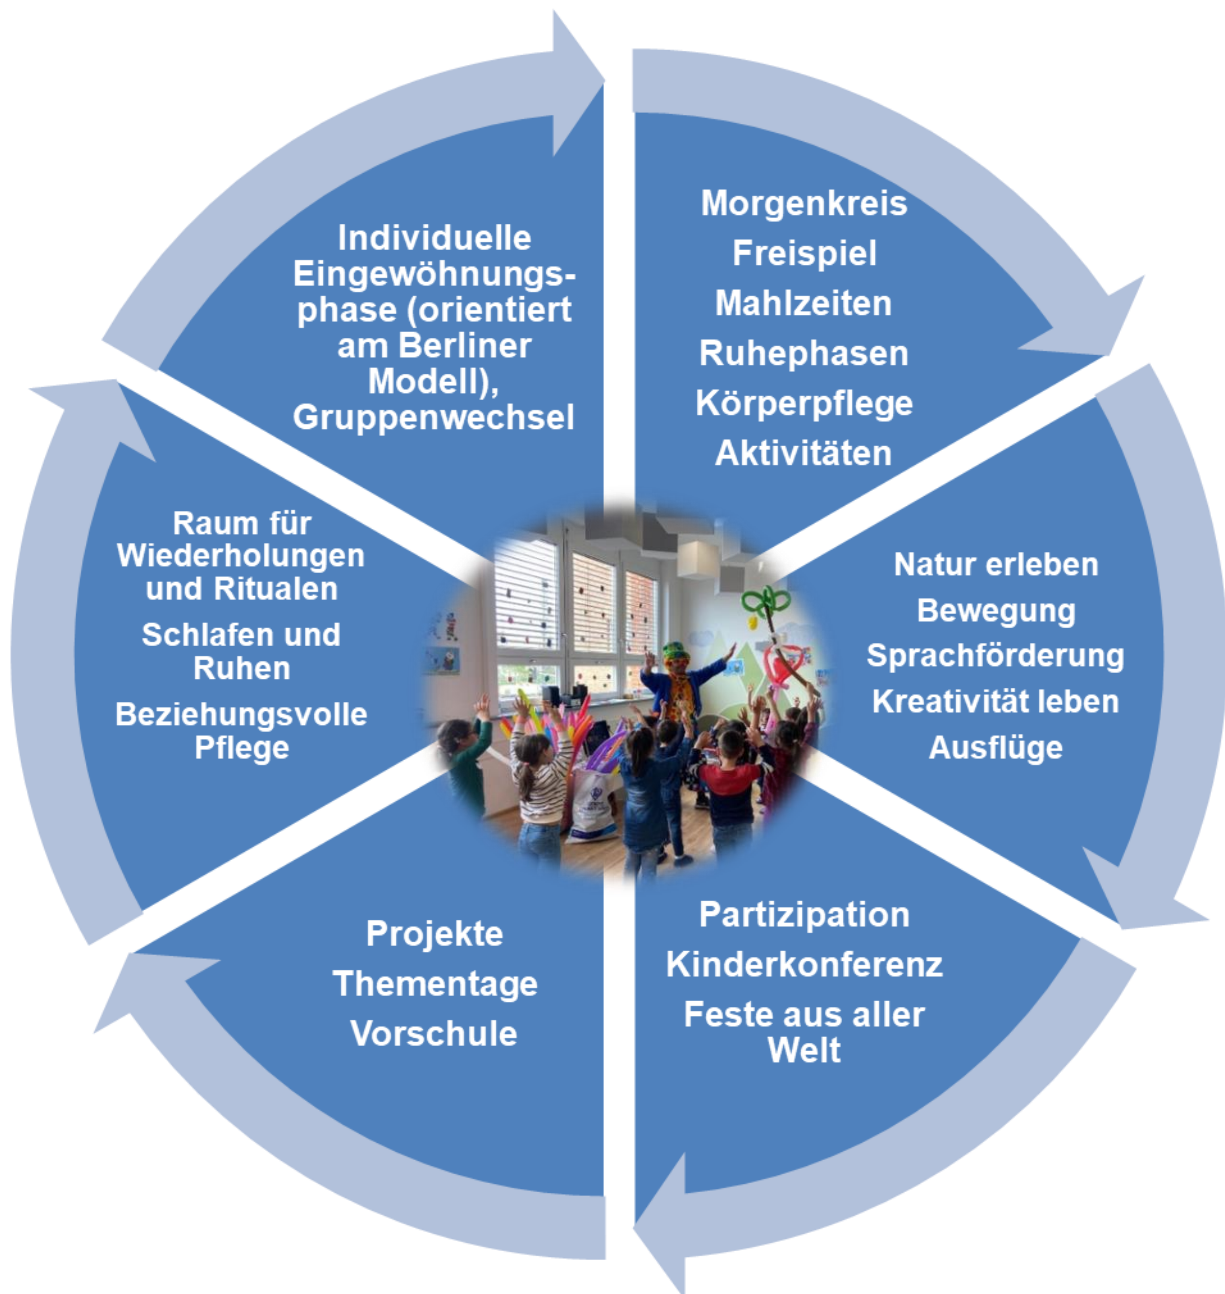 Morgenkreis
Freispiel
Mahlzeiten
Ruhephasen
Körperpflege
Aktivitäten
Natur erleben
Bewegung
Sprachförderung
Kreativität leben
Ausflüge
Partizipation
Kinderkonferenz
Feste aus aller
Welt
Projekte
Thementage
Vorschule
Raum für
Wiederholungen
und Ritualen
Schlafen und
Ruhen
Beziehungsvolle
Pflege
Individuelle
Eingewöhnungs-
phase (orientiert
am Berliner
Modell),
Gruppenwechsel